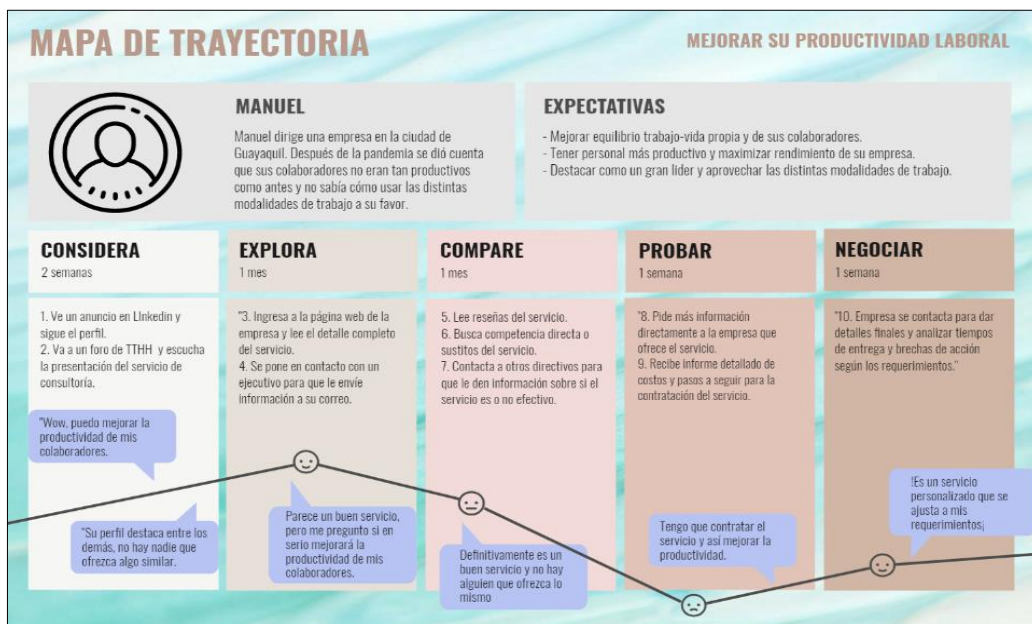 MAPA DE TRAYECTORIA
MEJORAR SU PRODUCTIVIDAD LABORAL
MANUEL
Manuel dirige una empresa en la ciudad de
Guayaquil. Después de la pandemia se dió cuenta
que sus colaboradores no eran tan productivos
como antes y no sabía cómo usar las distintas
modalidades de trabajo a su favor.
EXPECTATIVAS
- Mejorar equilibrio trabajo-vida propia y de sus colaboradores.
- Tener personal más productivo y maximizar rendimiento de su empresa.
- Destacar como un gran lider y aprovechar las distintas modalidades de trabajo.
CONSIDERA
2 semanas
1. Ve un anuncio en LInkedin y
sigue el perfil.
2. Va a un foro de TTHH y escucha
la presentación del servicio de
consultoría.
"Wow, puedo mejorar la
productividad de mis
colaboradores.
"Su perfil destaca entre los
demás, no hay nadie que
ofrezca algo similar.
EXPLORA
1 mes
"3. Ingresa a la página web de la
empresa y lee el detalle completo
del servicio.
4. Se pone en contacto con un
ejecutivo para que le envíe
información a su correo.
Parece un buen servicio,
pero me pregunto si en
serio mejorará la
productividad de mis
colaboradores.
COMPARE
1 mes
5. Lee reseñas del servicio.
6. Busca competencia directa o
sustitos del servicio.
7. Contacta a otros directivos para
que le den información sobre si el
servicio es o no efectivo.
Definitivamente es un
buen servicio y no hay
alguien que ofrezca lo
mismo
PROBAR
1 semana
"8. Pide más información
directamente a la empresa que
ofrece el servicio.
9. Recibe informe detallado de
costos y pasos a seguir para la
contratación del servicio.
Tengo que contratar el
servicio y así mejorar la
productividad.
NEGOCIAR
1 semana
"10. Empresa se contacta para dar
detalles finales y analizar tiempos
de entrega y brechas de acción
según los requerimientos."
!Es un servicio
personalizado que se
ajusta a mis
requerimientos¡